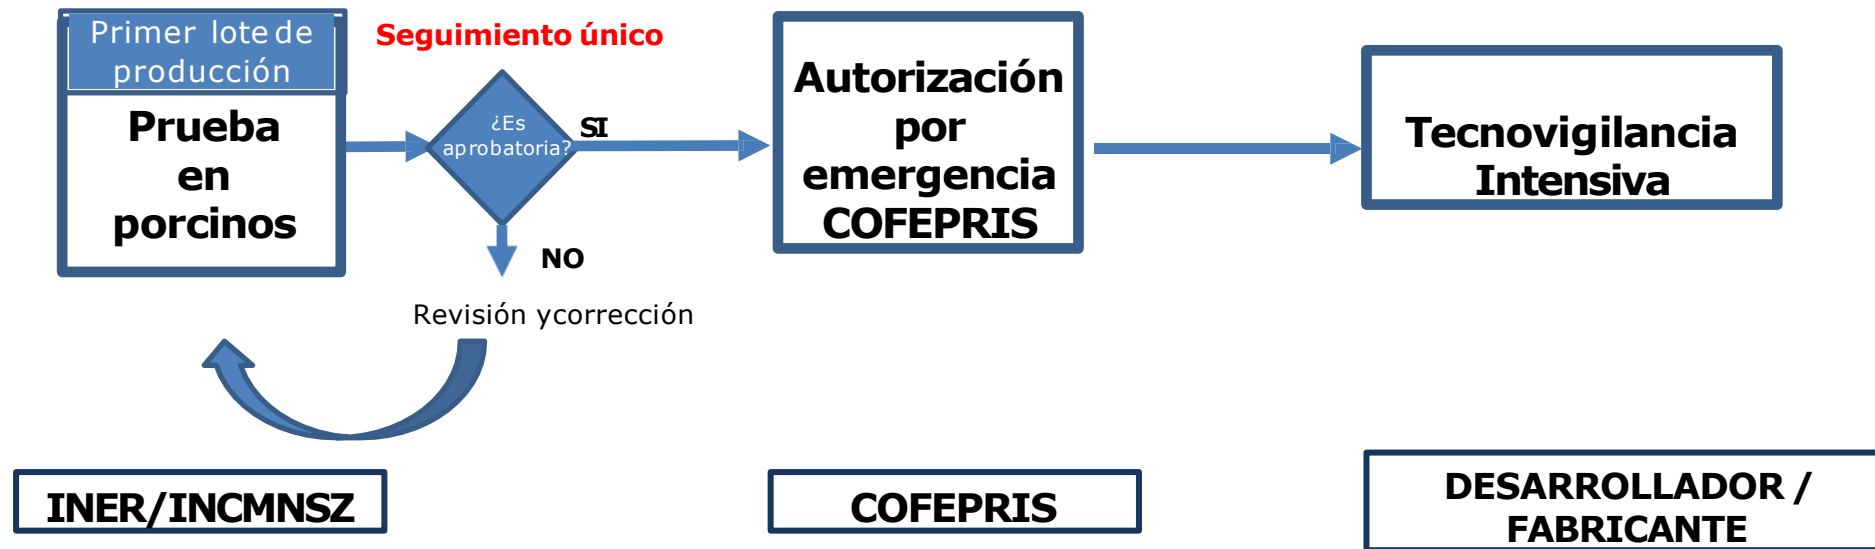 Primer lote de
producción
Prueba
en
porcinos
Seguimiento único
¿Es
aprobatoria?
SI
NO
Revisión ycorrección
Autorización
por
emergencia
COFEPRIS
Tecnovigilancia
Intensiva
INER/INCMNSZ
COFEPRIS
DESARROLLADOR /
FABRICANTE